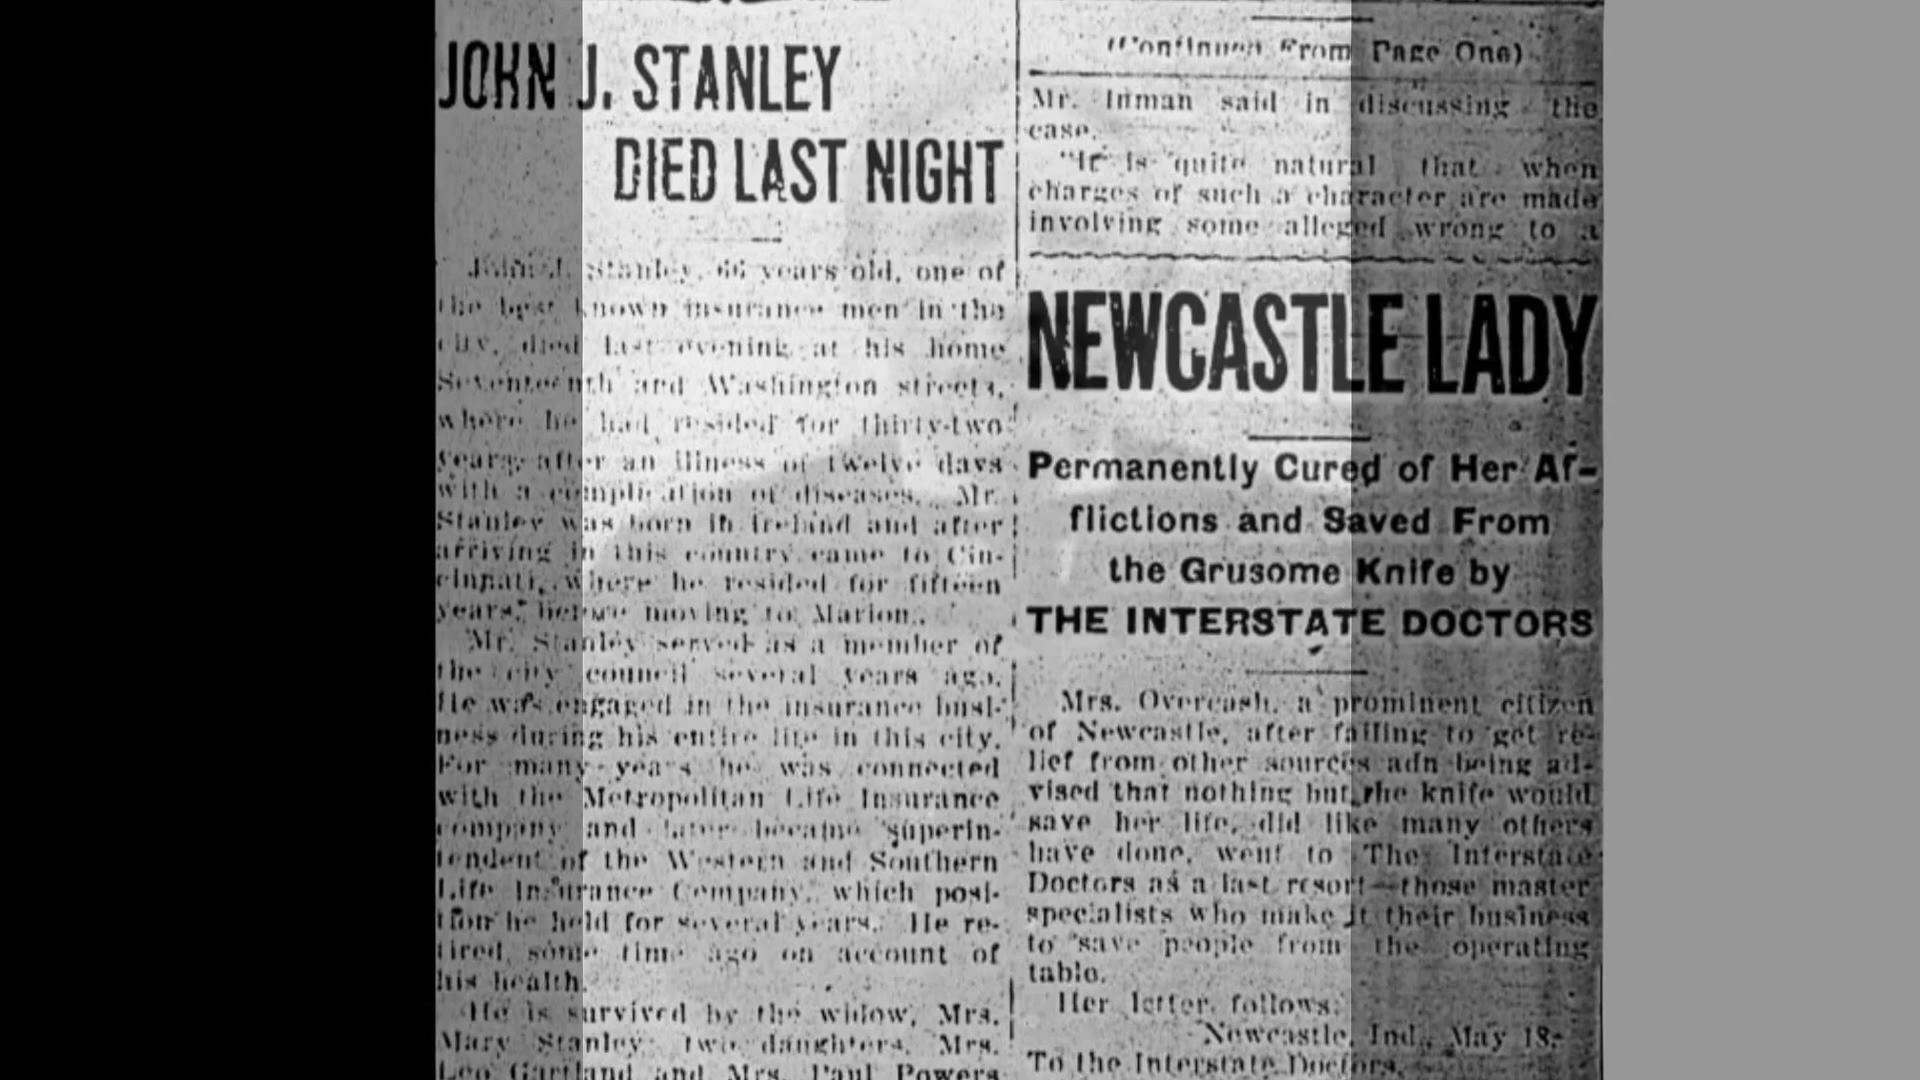 JOHN J. STANLEY
DIED LAST NIGHT
John J. Stanley, 66 years old, one of
the best known insurance men in the
city, died last evening at his home
Seventeenth and Washington streets,
where he had resided for thirty-two
years, after an illness of twelve days
with a complication of diseases. Mr.
Stanley was born in Ireland and after
arriving in this country came to Cin-
cinnati, where he resided for fifteen
years, before moving to Marion.
Mr. Stanley served as a member of
the city council several years ago.
He was engaged in the insurance busi-
ness during his entire life in this city.
For many years he was connected
with the Metropolitan Life Insurance
company and later became superin-
tendent of the Western and Southern
Life Insurance Company, which posi-
tion he held for several years. He re-
tired some time ago on account of
his health.
He is survived by the widow, Mrs.
Mary Stanley; two daughters, Mrs.
Leo Gartland and Mrs. Paul Powers
(Continued From Page One)
Mr. Inman said in discussing the
case.
"It is quite natural that when
charges of such a character are made
involving some alleged wrong to a
NEWCASTLE LADY
Permanently Cured of Her Af-
flictions and Saved From
the Grusome Knife by
THE INTERSTATE DOCTORS
Mrs. Overcash, a prominent citizen
of Newcastle, after failing to get re-
lief from other sources adn being ad-
vised that nothing but the knife would
save her life, did like many others
have done, went to The Interstate
Doctors as a last resort—those master
specialists who make it their business
to save people from the operating
table.
Her letter follows:
Newcastle, Ind., May 18-
To the Interstate Doctors,